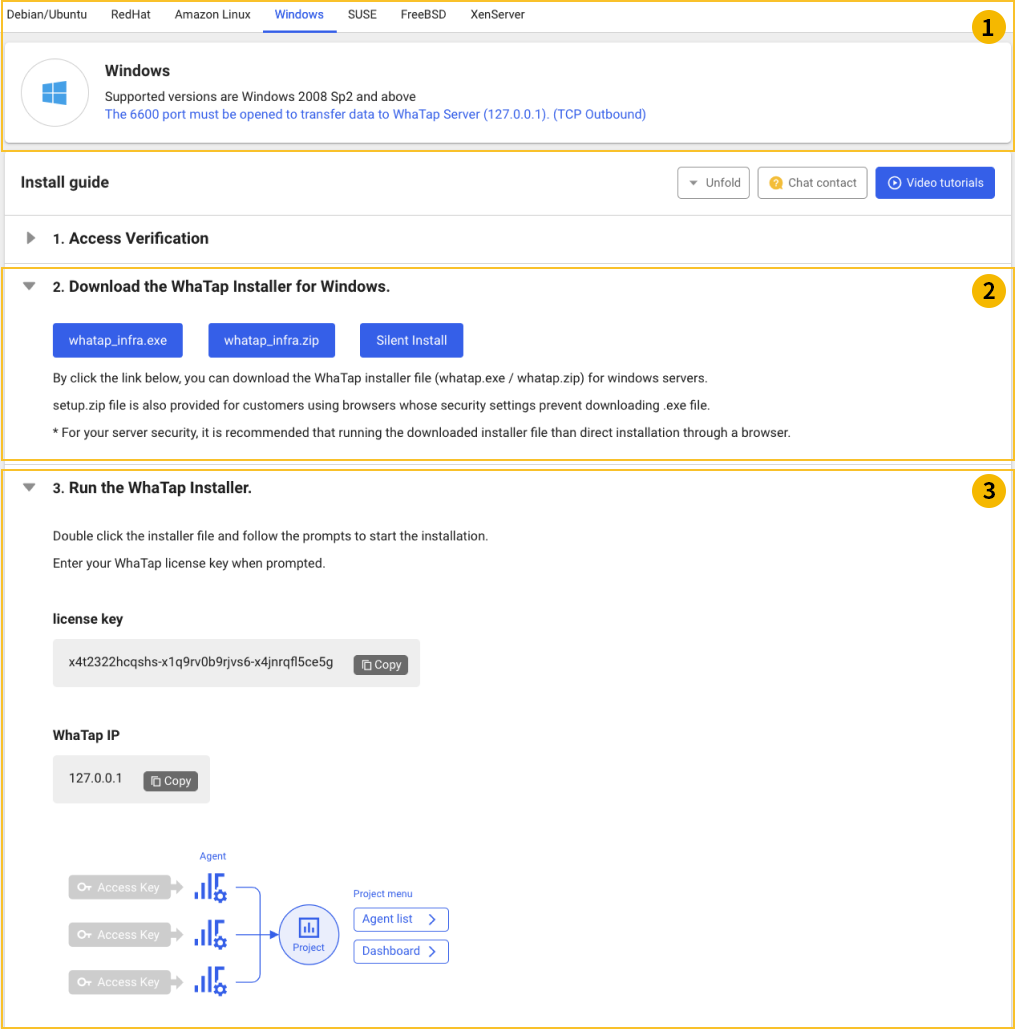 Debian/Ubuntu RedHat Amazon Linux Windows SUSE FreeBSD XenServer
1
Windows
Supported versions are Windows 2008 Sp2 and above
The 6600 port must be opened to transfer data to WhaTap Server (127.0.0.1). (TCP Outbound)
Install guide
Unfold
? Chat contact
Video tutorials
1. Access Verification
2. Download the WhaTap Installer for Windows.
2
whatap_infra.exe whatap_infra.zip Silent Install
By click the link below, you can download the WhaTap installer file (whatap.exe / whatap.zip) for windows servers.
setup.zip file is also provided for customers using browsers whose security settings prevent downloading .exe file.
* For your server security, it is recommended that running the downloaded installer file than direct installation through a browser.
3. Run the WhaTap Installer.
3
Double click the installer file and follow the prompts to start the installation.
Enter your WhaTap license key when prompted.
license key
x4t2322hcqshs-x1q9rv0b9rjvs6-x4jnrqfl5ce5g Copy
WhaTap IP
127.0.0.1 Copy
Agent
Access Key
Access Key
Access Key
Project
Project menu
Agent list
Dashboard